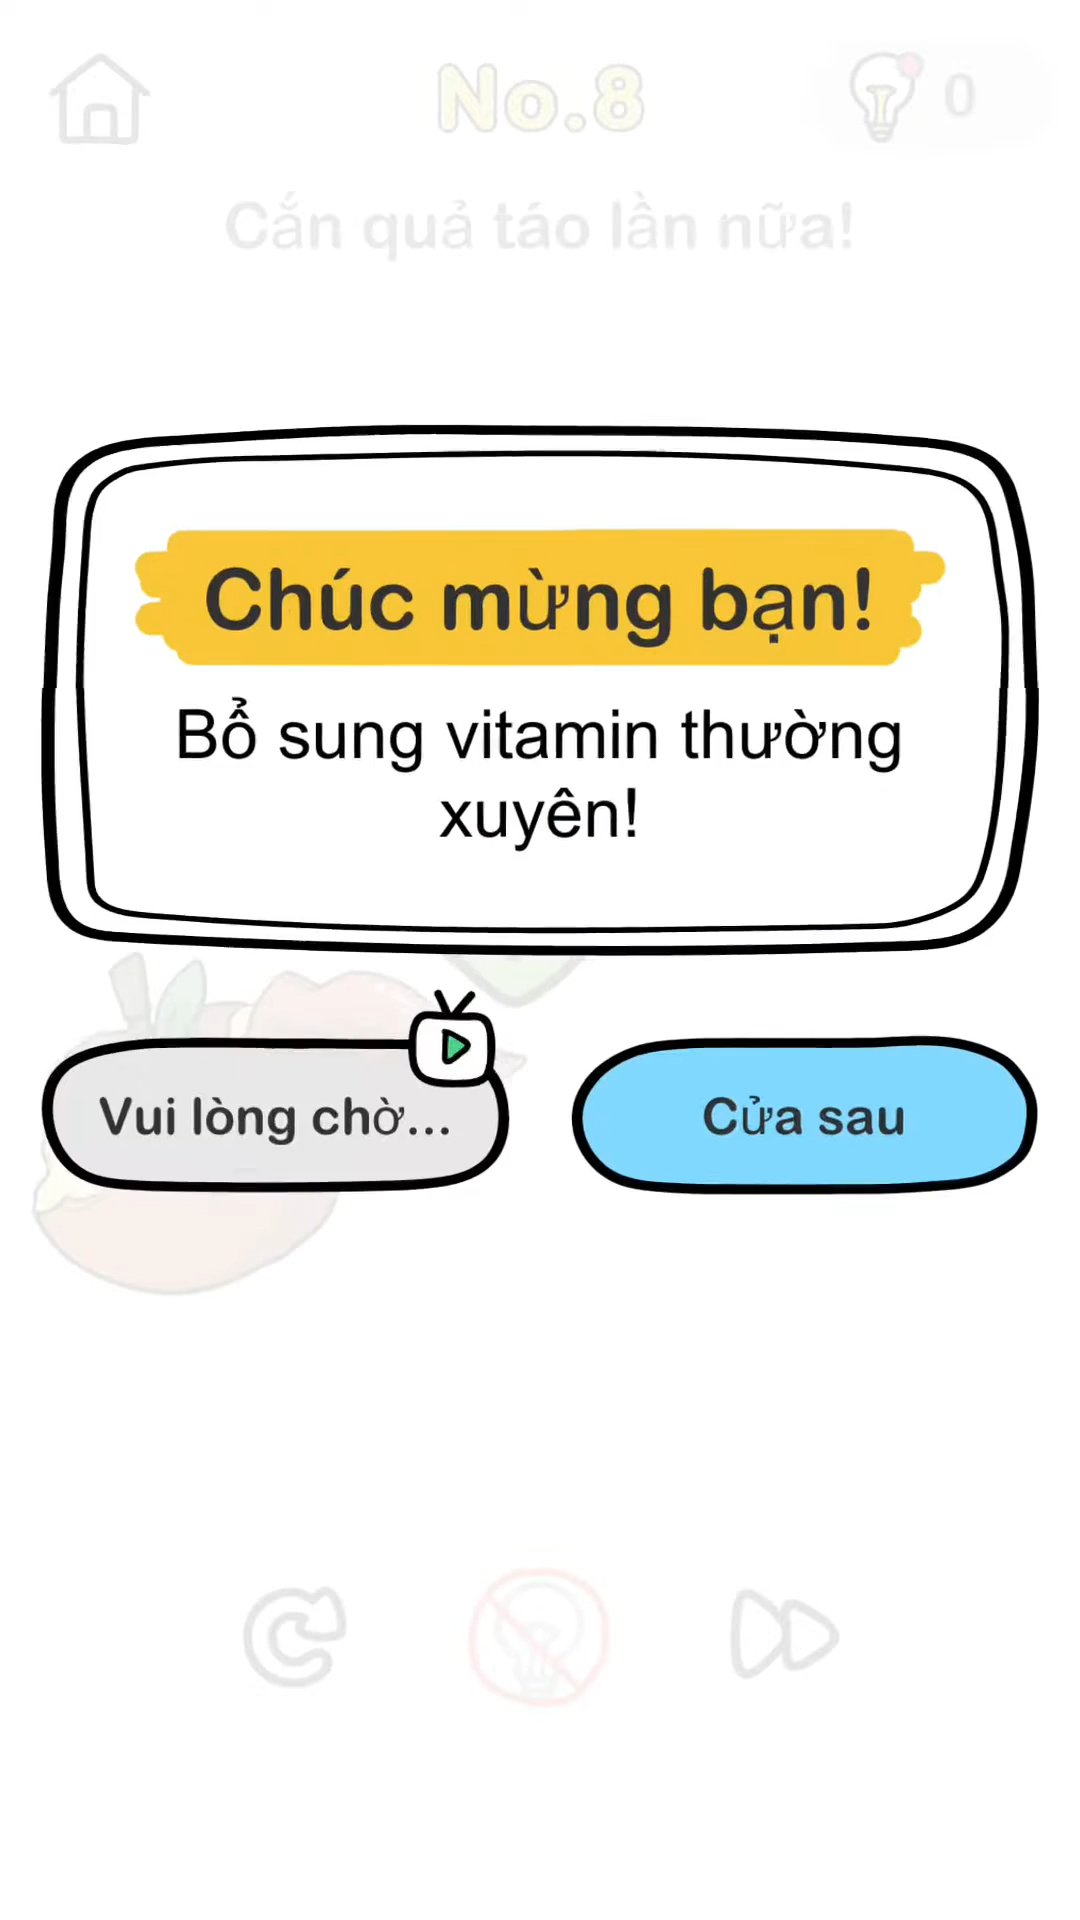 No.8
0
Cắn quả táo lần nữa!
Chúc mừng bạn!
Bổ sung vitamin thường
xuyên!
Vui lòng chờ...
Cửa sau